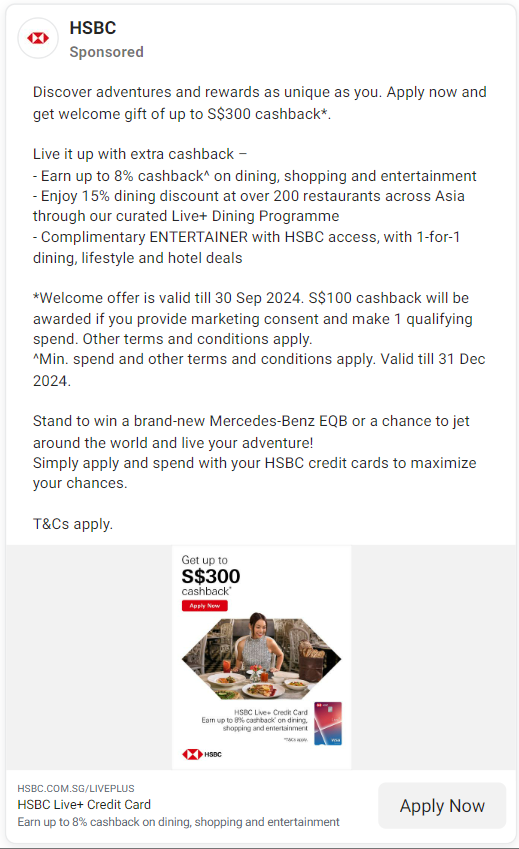 HSBC
Sponsored
Discover adventures and rewards as unique as you. Apply now and
get welcome gift of up to S$300 cashback*.
Live it up with extra cashback –
- Earn up to 8% cashback^ on dining, shopping and entertainment
- Enjoy 15% dining discount at over 200 restaurants across Asia
through our curated Live+ Dining Programme
- Complimentary ENTERTAINER with HSBC access, with 1-for-1
dining, lifestyle and hotel deals
*Welcome offer is valid till 30 Sep 2024. S$100 cashback will be
awarded if you provide marketing consent and make 1 qualifying
spend. Other terms and conditions apply.
^Min. spend and other terms and conditions apply. Valid till 31 Dec
2024.
Stand to win a brand-new Mercedes-Benz EQB or a chance to jet
around the world and live your adventure!
Simply apply and spend with your HSBC credit cards to maximize
your chances.
T&Cs apply.
Get up to
S$300
cashback*
Apply Now
HSBC Live+ Credit Card
Earn up to 8% cashback^ on dining,
shopping and entertainment
*^T&Cs apply.
VISA
HSBC
HSBC.COM.SG/LIVEPLUS
HSBC Live+ Credit Card
Earn up to 8% cashback on dining, shopping and entertainment
Apply Now